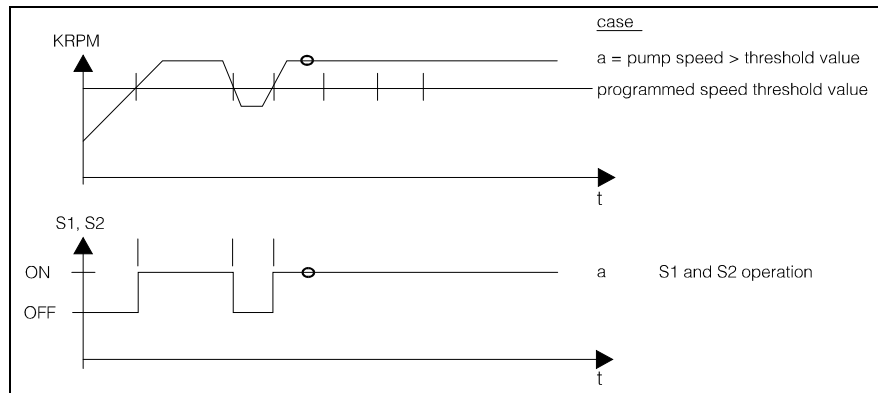 case
KRPM
a = pump speed > threshold value
programmed speed threshold value
t
S1, S2
ON
a S1 and S2 operation
OFF
t